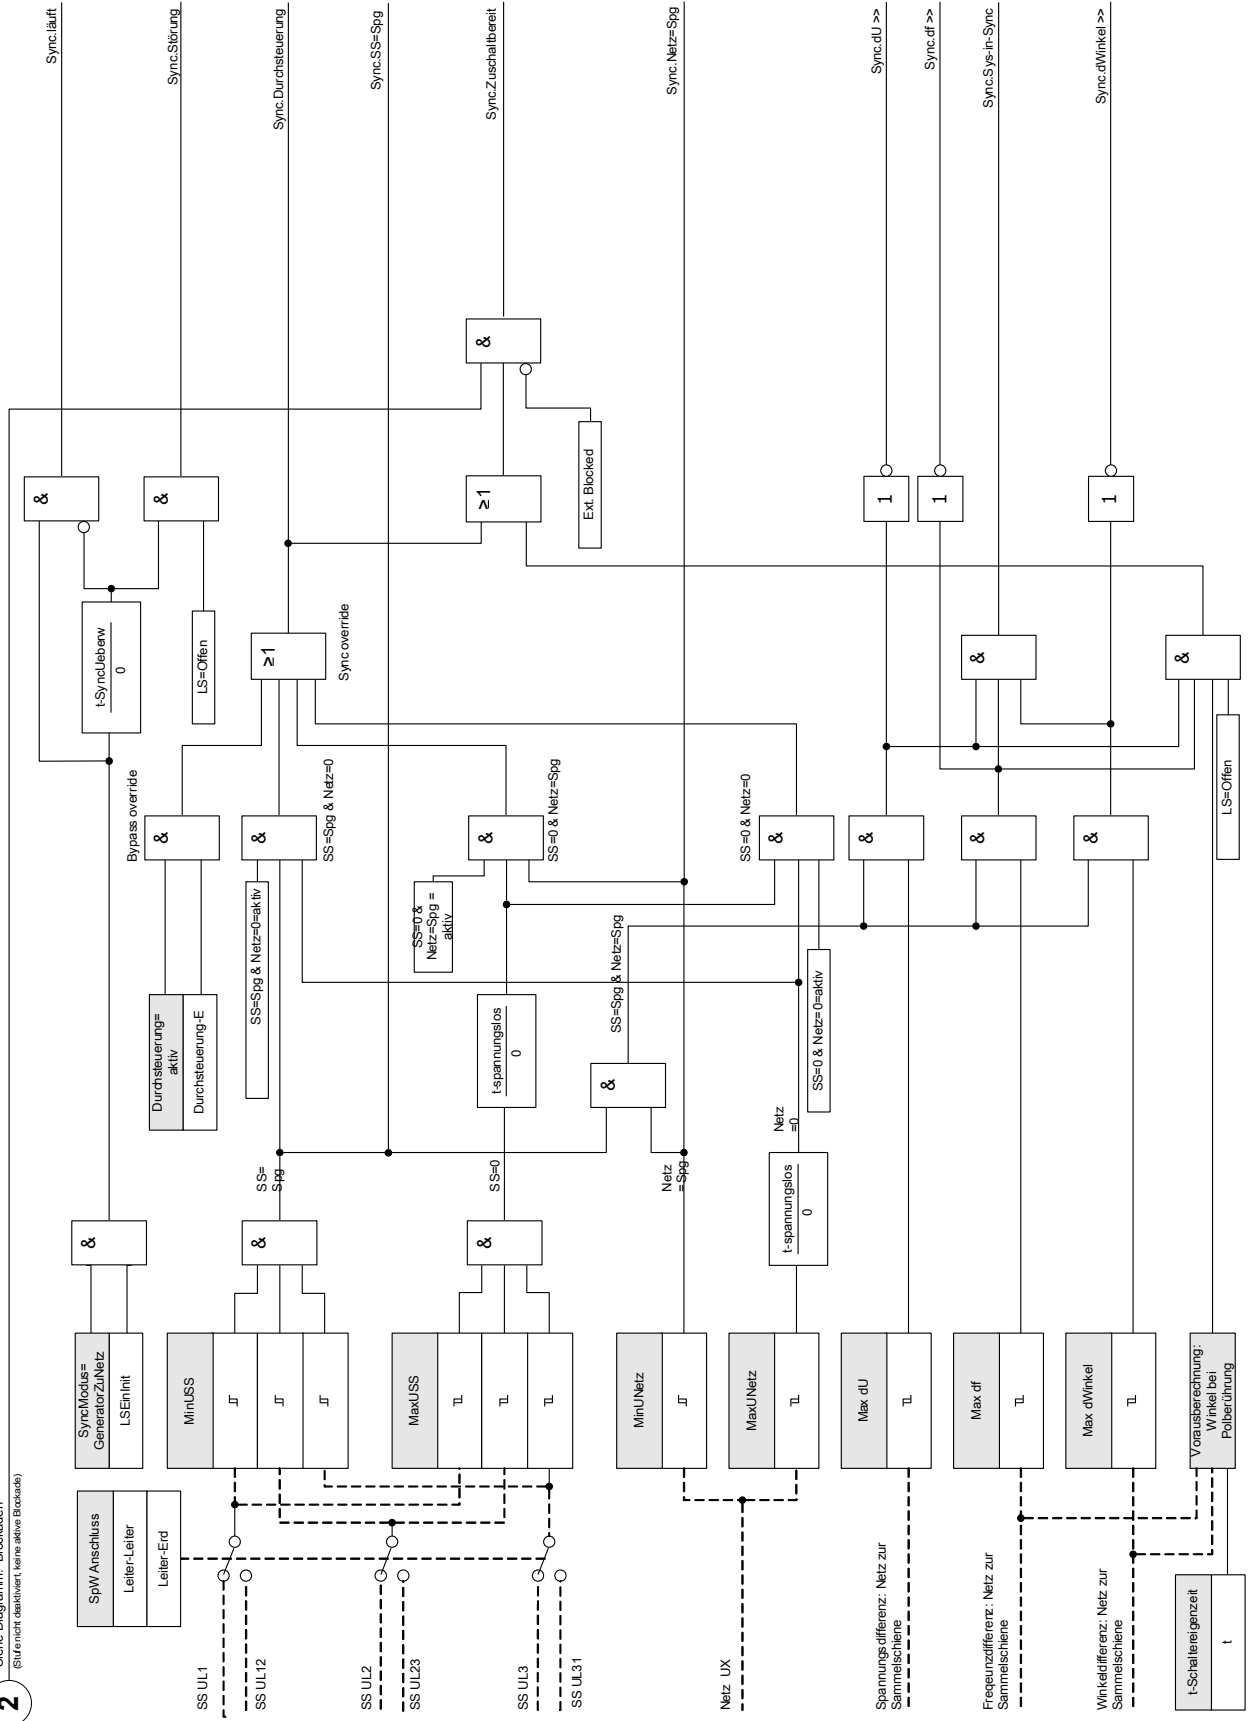 2
(Stufe nicht deaktiviert, keine aktive Blockade)
SpW Anschluss
Leiter-Leiter
Leiter-Erd
SS UL1
SS UL12
SS UL2
SS UL23
SS UL3
SS UL31
Netz UX
Spannungsdifferenz: Netz zur
Sammelschiene
Freqeunzdifferenz: Netz zur
Sammelschiene
Winkeldifferenz: Netz zur
Sammelschiene
t-Schaltereigenzeit
t
SyncModus=
GeneratorZuNetz
LSEinInit
MinUSS
MaxUSS
MinUNetz
MaxUNetz
Max dU
Max df
Max dWinkel
Vorausberechnung:
Winkel bei
Polberührung
&
&
&
SS=
Spg
SS=0
Netz
= Spg
t-spannungslos
0
Netz
=0
&
t-spannungslos
0
Durchsteuerung=
aktiv
Durchsteuerung-E
SS=Spg & Netz=0=aktiv
SS=0 &
Netz=Spg =
aktiv
SS=Spg & Netz=Spg
SS=0 & Netz=0=aktiv
Bypass override
&
&
SS=Spg & Netz=0
&
SS=0 & Netz=Spg
SS=0 & Netz=0
&
&
&
&
LS=Offen
t-SyncUeberw
0
LS=Offen
≥1
Sync override
&
&
&
&
≥1
Ext. Blocked
1
1
1
&
Sync.läuft
Sync.Störung
Sync.Durchsteuerung
Sync.SS=Spg
Sync.Zuschaltbereit
Sync.Netz=Spg
Sync.dU >>
Sync.df >>
Sync.Sys-in-Sync
Sync.dWinkel >>